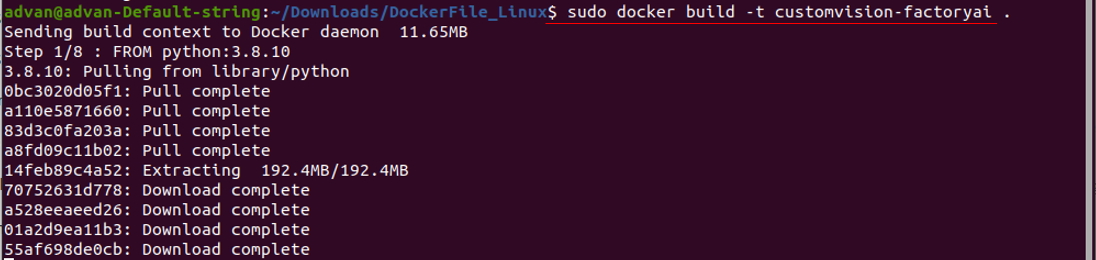 advan@advan-Default-string:~/Downloads/DockerFile_Linux$ sudo docker build -t customvision-factoryai .
Sending build context to Docker daemon  11.65MB
Step 1/8 : FROM python:3.8.10
3.8.10: Pulling from library/python
0bc3020d05f1: Pull complete
a110e5871660: Pull complete
83d3c0fa203a: Pull complete
a8fd09c11b02: Pull complete
14feb89c4a52: Extracting  192.4MB/192.4MB
70752631d778: Download complete
a528eeaeed26: Download complete
01a2d9ea11b3: Download complete
55af698de0cb: Download complete